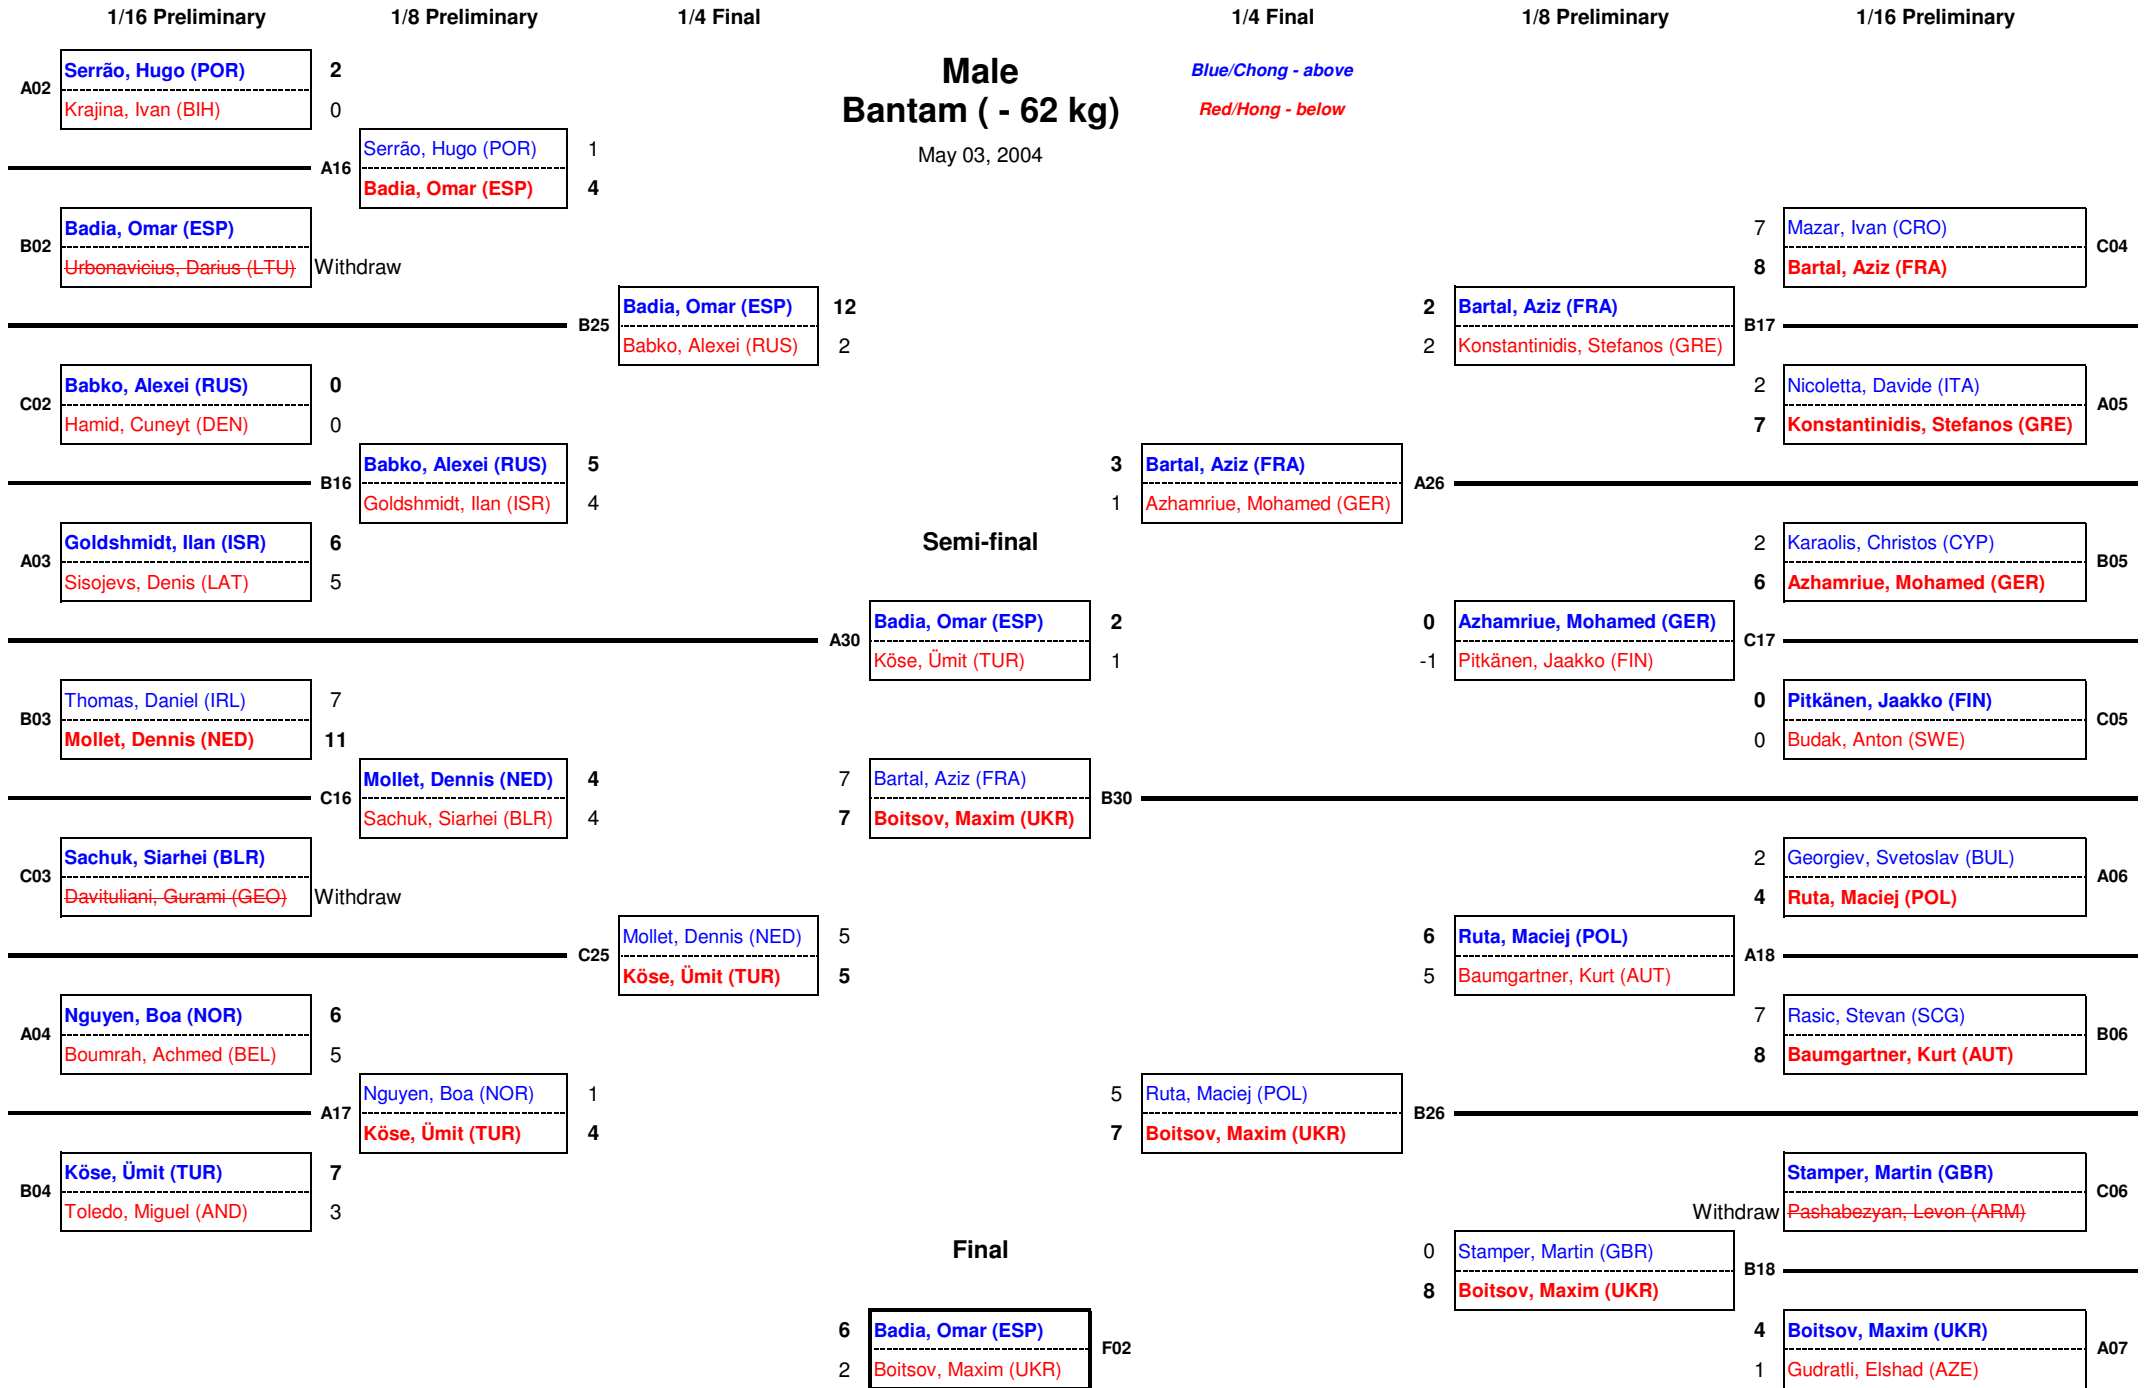 1/16 Preliminary 1/8 Preliminary 1/4 Final 1/4 Final 1/8 Preliminary 1/16 Preliminary
Male
Bantam ( - 62 kg)
May 03, 2004
Blue/Chong - above
Red/Hong - below
A02
Serrão, Hugo (POR) 2
Krajina, Ivan (BIH) 0
A16
Serrão, Hugo (POR) 1
Badia, Omar (ESP) 4
B02
Badia, Omar (ESP)
Urbonavicius, Darius (LTU) Withdraw
B25
Badia, Omar (ESP) 12
Babko, Alexei (RUS) 2
C02
Babko, Alexei (RUS) 0
Hamid, Cuneyt (DEN) 0
B16
Babko, Alexei (RUS) 5
Goldshmidt, Ilan (ISR) 4
A03
Goldshmidt, Ilan (ISR) 6
Sisojevs, Denis (LAT) 5
Semi-final
A30
Badia, Omar (ESP) 2
Köse, Ümit (TUR) 1
B03
Thomas, Daniel (IRL) 7
Mollet, Dennis (NED) 11
C16
Mollet, Dennis (NED) 4
Sachuk, Siarhei (BLR) 4
C03
Sachuk, Siarhei (BLR)
Davituliani, Gurami (GEO) Withdraw
C25
Mollet, Dennis (NED) 5
Köse, Ümit (TUR) 5
A04
Nguyen, Boa (NOR) 6
Boumrah, Achmed (BEL) 5
A17
Nguyen, Boa (NOR) 1
Köse, Ümit (TUR) 4
B04
Köse, Ümit (TUR) 7
Toledo, Miguel (AND) 3
7 Mazar, Ivan (CRO)
8 Bartal, Aziz (FRA)
C04
2 Bartal, Aziz (FRA)
2 Konstantinidis, Stefanos (GRE)
B17
2 Nicoletta, Davide (ITA)
7 Konstantinidis, Stefanos (GRE)
A05
3 Bartal, Aziz (FRA)
1 Azhamriue, Mohamed (GER)
A26
2 Karaolis, Christos (CYP)
6 Azhamriue, Mohamed (GER)
B05
0 Azhamriue, Mohamed (GER)
-1 Pitkänen, Jaakko (FIN)
C17
0 Pitkänen, Jaakko (FIN)
0 Budak, Anton (SWE)
C05
7 Bartal, Aziz (FRA)
7 Boitsov, Maxim (UKR)
B30
2 Georgiev, Svetoslav (BUL)
4 Ruta, Maciej (POL)
A06
6 Ruta, Maciej (POL)
5 Baumgartner, Kurt (AUT)
A18
7 Rasic, Stevan (SCG)
8 Baumgartner, Kurt (AUT)
B06
5 Ruta, Maciej (POL)
7 Boitsov, Maxim (UKR)
B26
Stamper, Martin (GBR)
Withdraw Pashabezyan, Levon (ARM)
C06
0 Stamper, Martin (GBR)
8 Boitsov, Maxim (UKR)
B18
4 Boitsov, Maxim (UKR)
1 Gudratli, Elshad (AZE)
A07
Final
6 Badia, Omar (ESP)
2 Boitsov, Maxim (UKR)
F02